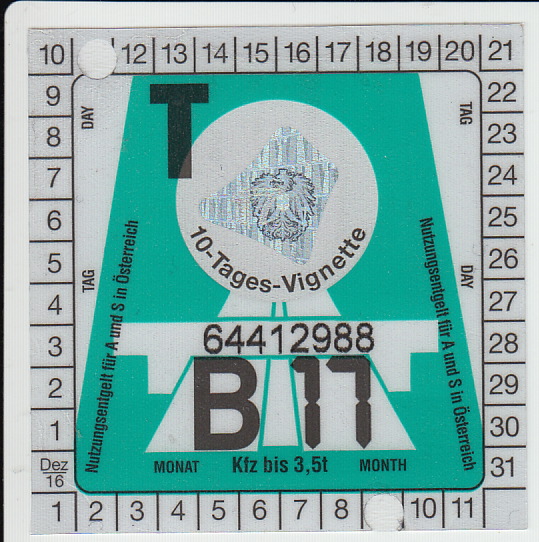 10 12 13 14 15 16 17 18 19 20 21
9 22
8 23
7 24
6 25
5 26
4 27
3 28
2 29
1 30
Dez
16
31
1 2 3 4 5 6 7 8 10 11
DAY
TAG
T
TAG
DAY
10-Tages-Vignette
Nutzungsentgelt für A und S in Österreich
Nutzungsentgelt für A und S in Österreich
64412988
B 17
MONAT Kfz bis 3,5t MONTH